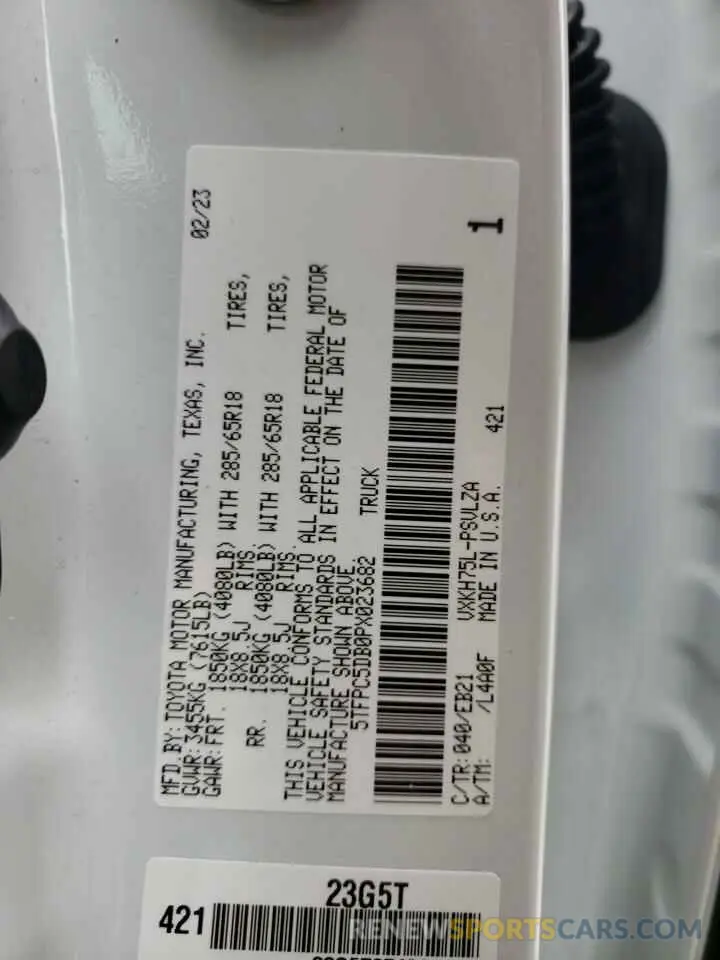 MFD.BY:TOYOTA MOTOR MANUFACTURING, TEXAS, INC. 02/23
GVWR:3455KG (7615LB)
GAWR:FRT. 1850KG (4080LB) WITH 285/65R18 TIRES,
18X8.5J RIMS
RR. 1850KG (4080LB) WITH 285/65R18 TIRES,
18X8.5J RIMS.
THIS VEHICLE CONFORMS TO ALL APPLICABLE FEDERAL MOTOR
VEHICLE SAFETY STANDARDS IN EFFECT ON THE DATE OF
MANUFACTURE SHOWN ABOVE.
5TFPC5DB0PX023682 TRUCK
1
C/TR:040/EB21 VXKH75L-PSVLZA
A/TM: /L4A0F MADE IN U.S.A. 421
23G5T
421
RENEWSPORTSCARS.COM